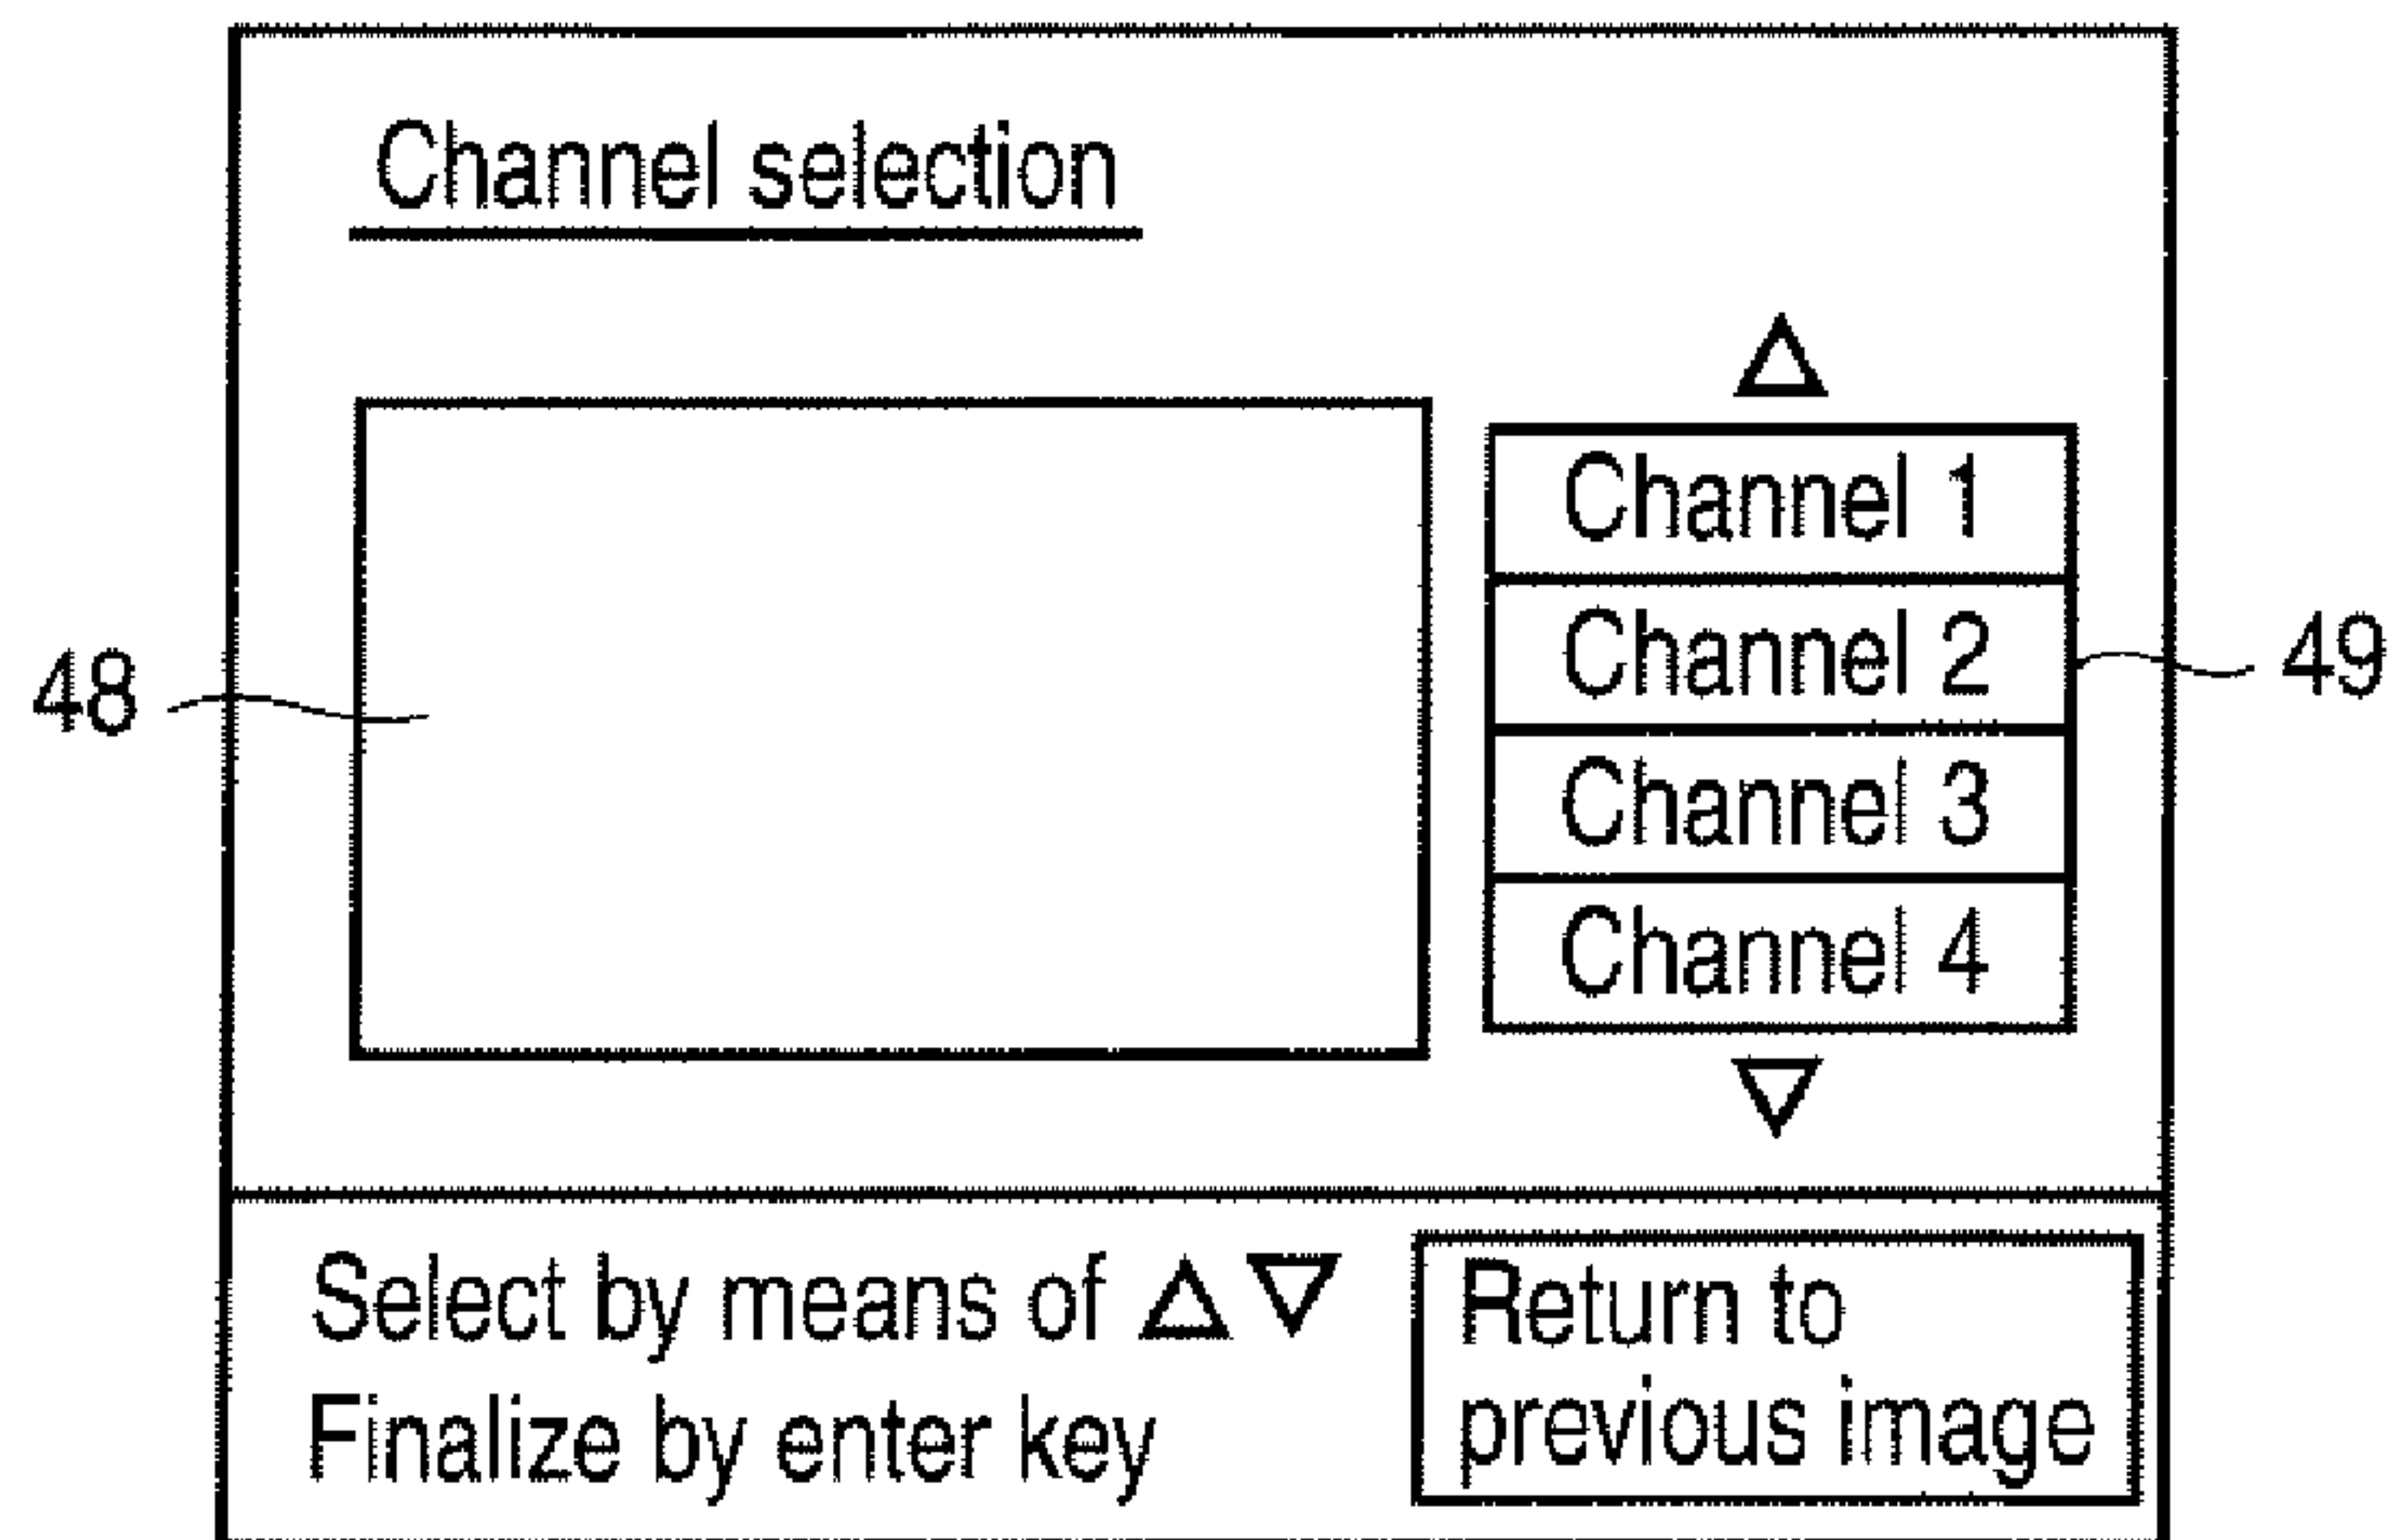 Channel selection
△
Channel 1
Channel 2
Channel 3
Channel 4
▽
48
49
Select by means of △ ▽
Finalize by enter key
Return to
previous image